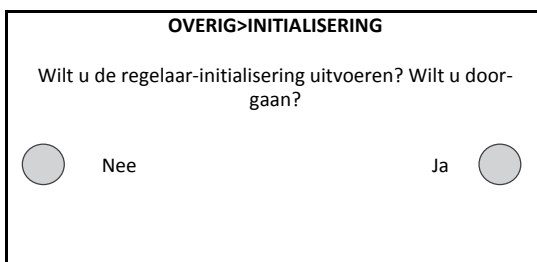 OVERIG>INITIALISERING
Wilt u de regelaar-initialisering uitvoeren? Wilt u door-
gaan?
Nee
Ja